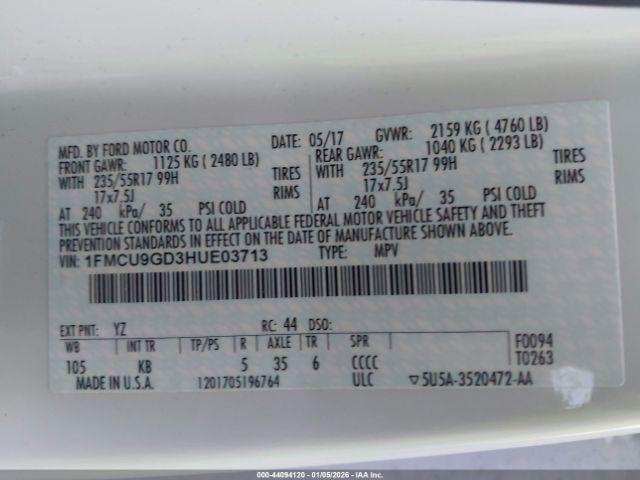 MFD. BY FORD MOTOR CO. DATE: 05/17 GVWR: 2159 KG ( 4760 LB)
FRONT GAWR: 1125 KG ( 2480 LB) REAR GAWR: 1040 KG ( 2293 LB)
WITH 235/55R17 99H TIRES WITH 235/55R17 99H TIRES
17x7.5J RIMS 17x7.5J RIMS
AT 240 kPa/ 35 PSI COLD AT 240 kPa/ 35 PSI COLD
THIS VEHICLE CONFORMS TO ALL APPLICABLE FEDERAL MOTOR VEHICLE SAFETY AND THEFT
PREVENTION STANDARDS IN EFFECT ON THE DATE OF MANUFACTURE SHOWN ABOVE.
VIN: 1FMCU9GD3HUE03713 TYPE: MPV
EXT PNT: YZ RC: 44 DSO: F0094
WB TP/PS R AXLE TR SPR T0263
105 KB 5 35 6 CCCC
MADE IN U.S.A. 1201705196764 ULC ▽5U5A-3520472-AA
000-44094120 - 01/05/2026 - IAA Inc.